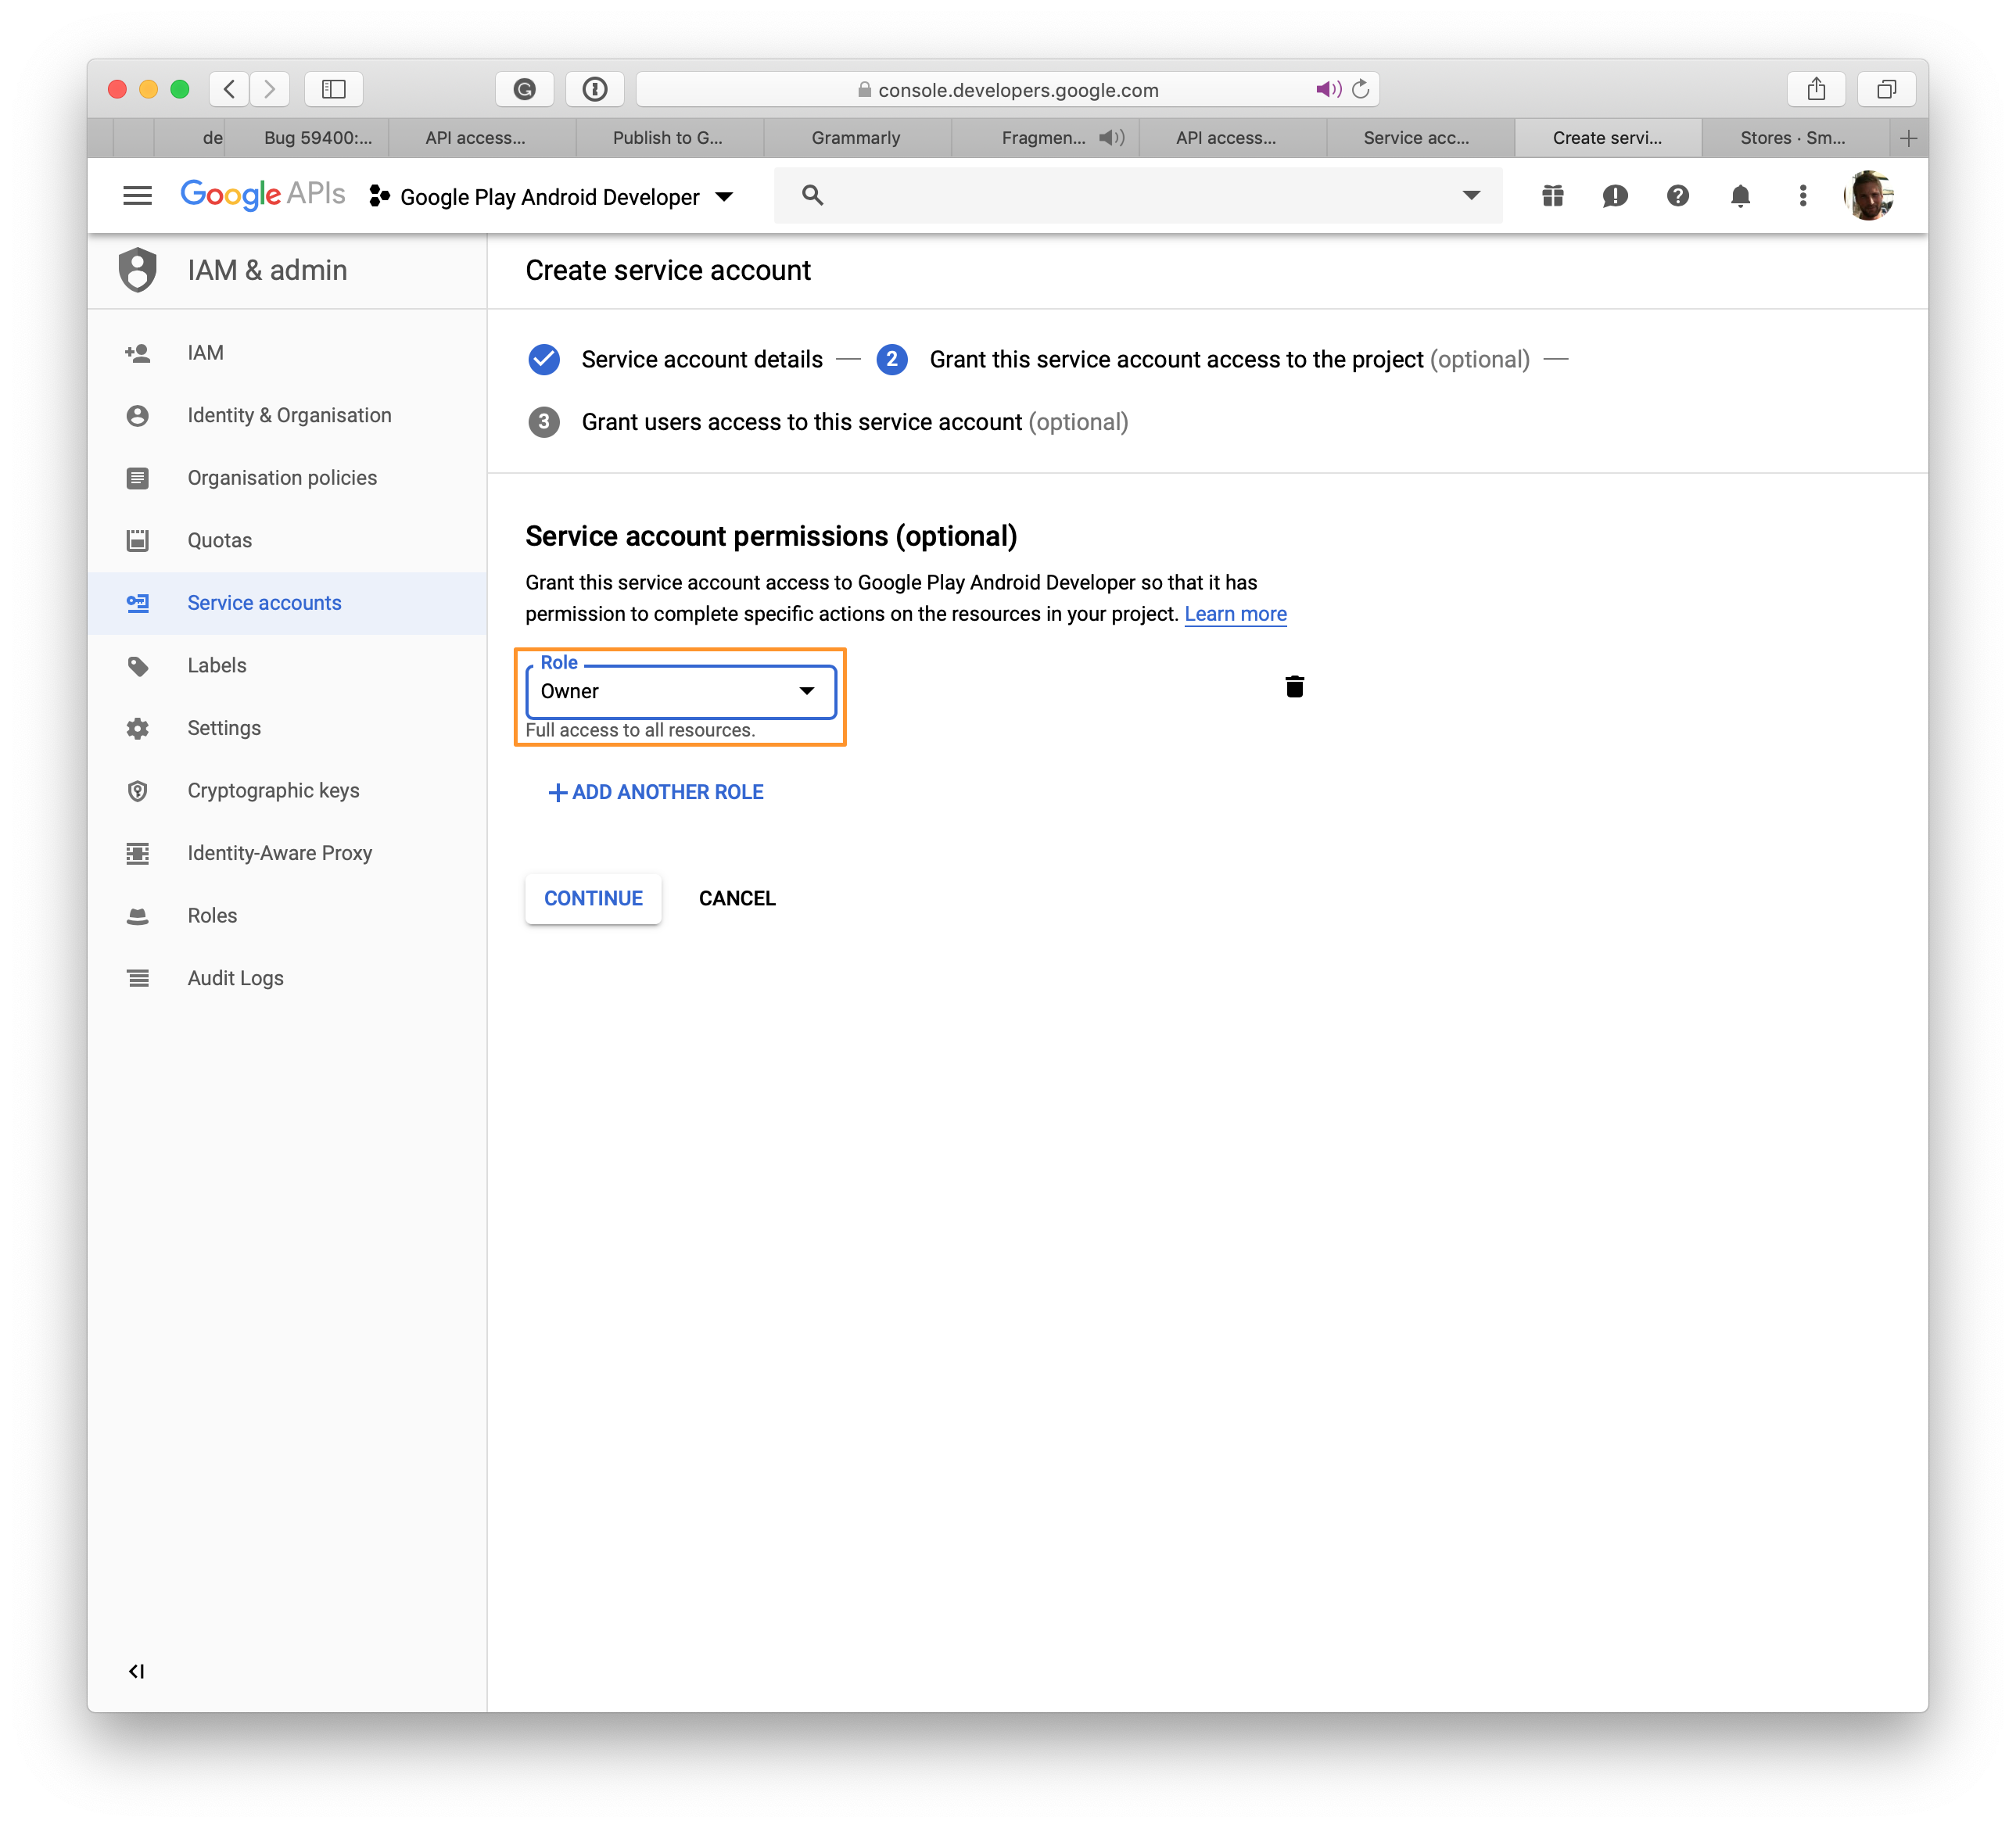 console.developers.google.com
de
Bug 59400:...
API access...
Publish to G...
Grammarly
Fragmen...
API access...
Service acc...
Create servi...
Stores · Sm...
Google APIs
Google Play Android Developer
IAM & admin
IAM
Identity & Organisation
Organisation policies
Quotas
Service accounts
Labels
Settings
Cryptographic keys
Identity-Aware Proxy
Roles
Audit Logs
Create service account
Service account details
2 Grant this service account access to the project (optional)
3 Grant users access to this service account (optional)
Service account permissions (optional)
Grant this service account access to Google Play Android Developer so that it has
permission to complete specific actions on the resources in your project. Learn more
Role
Owner
Full access to all resources.
ADD ANOTHER ROLE
CONTINUE
CANCEL